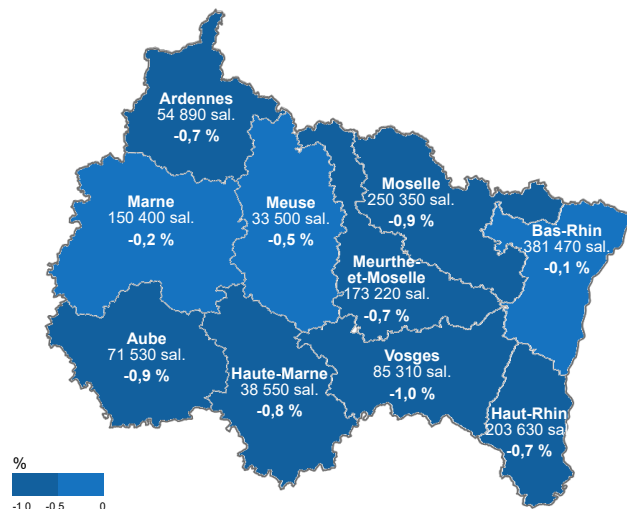 Ardennes
54 890 sal.
-0,7 %
Marne
150 400 sal.
-0,2 %
Meuse
33 500 sal.
-0,5 %
Moselle
250 350 sal.
-0,9 %
Bas-Rhin
381 470 sal.
-0,1 %
Meurthe-
et-Moselle
173 220 sal.
-0,7 %
Aube
71 530 sal.
-0,9 %
Haute-Marne
38 550 sal.
-0,8 %
Vosges
85 310 sal.
-1,0 %
Haut-Rhin
203 630 sal.
-0,7 %
%
-1.0 -0.5 0